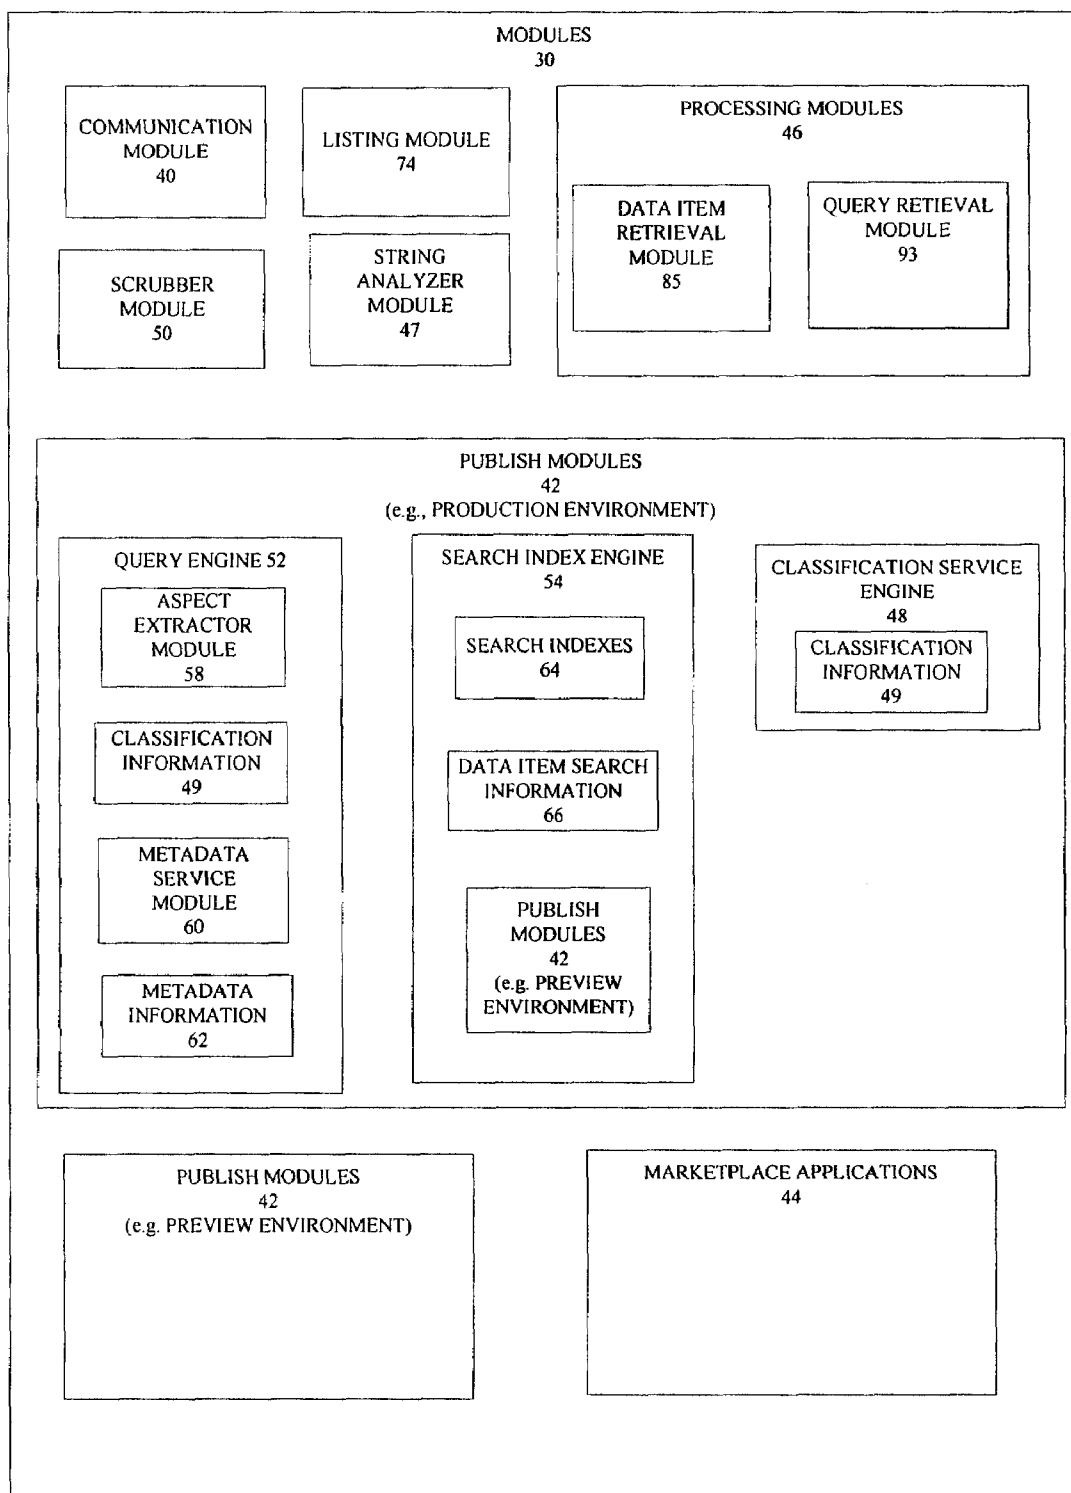 MODULES
30
COMMUNICATION
MODULE
40
LISTING MODULE
74
PROCESSING MODULES
46
DATA ITEM
RETRIEVAL
MODULE
85
QUERY RETIEVAL
MODULE
93
SCRUBBER
MODULE
50
STRING
ANALYZER
MODULE
47
PUBLISH MODULES
42
(e.g., PRODUCTION ENVIRONMENT)
QUERY ENGINE 52
ASPECT
EXTRACTOR
MODULE
58
CLASSIFICATION
INFORMATION
49
METADATA
SERVICE
MODULE
60
METADATA
INFORMATION
62
SEARCH INDEX ENGINE
54
SEARCH INDEXES
64
DATA ITEM SEARCH
INFORMATION
66
PUBLISH
MODULES
42
(e.g. PREVIEW
ENVIRONMENT)
CLASSIFICATION SERVICE
ENGINE
48
CLASSIFICATION
INFORMATION
49
PUBLISH MODULES
42
(e.g. PREVIEW ENVIRONMENT)
MARKETPLACE APPLICATIONS
44